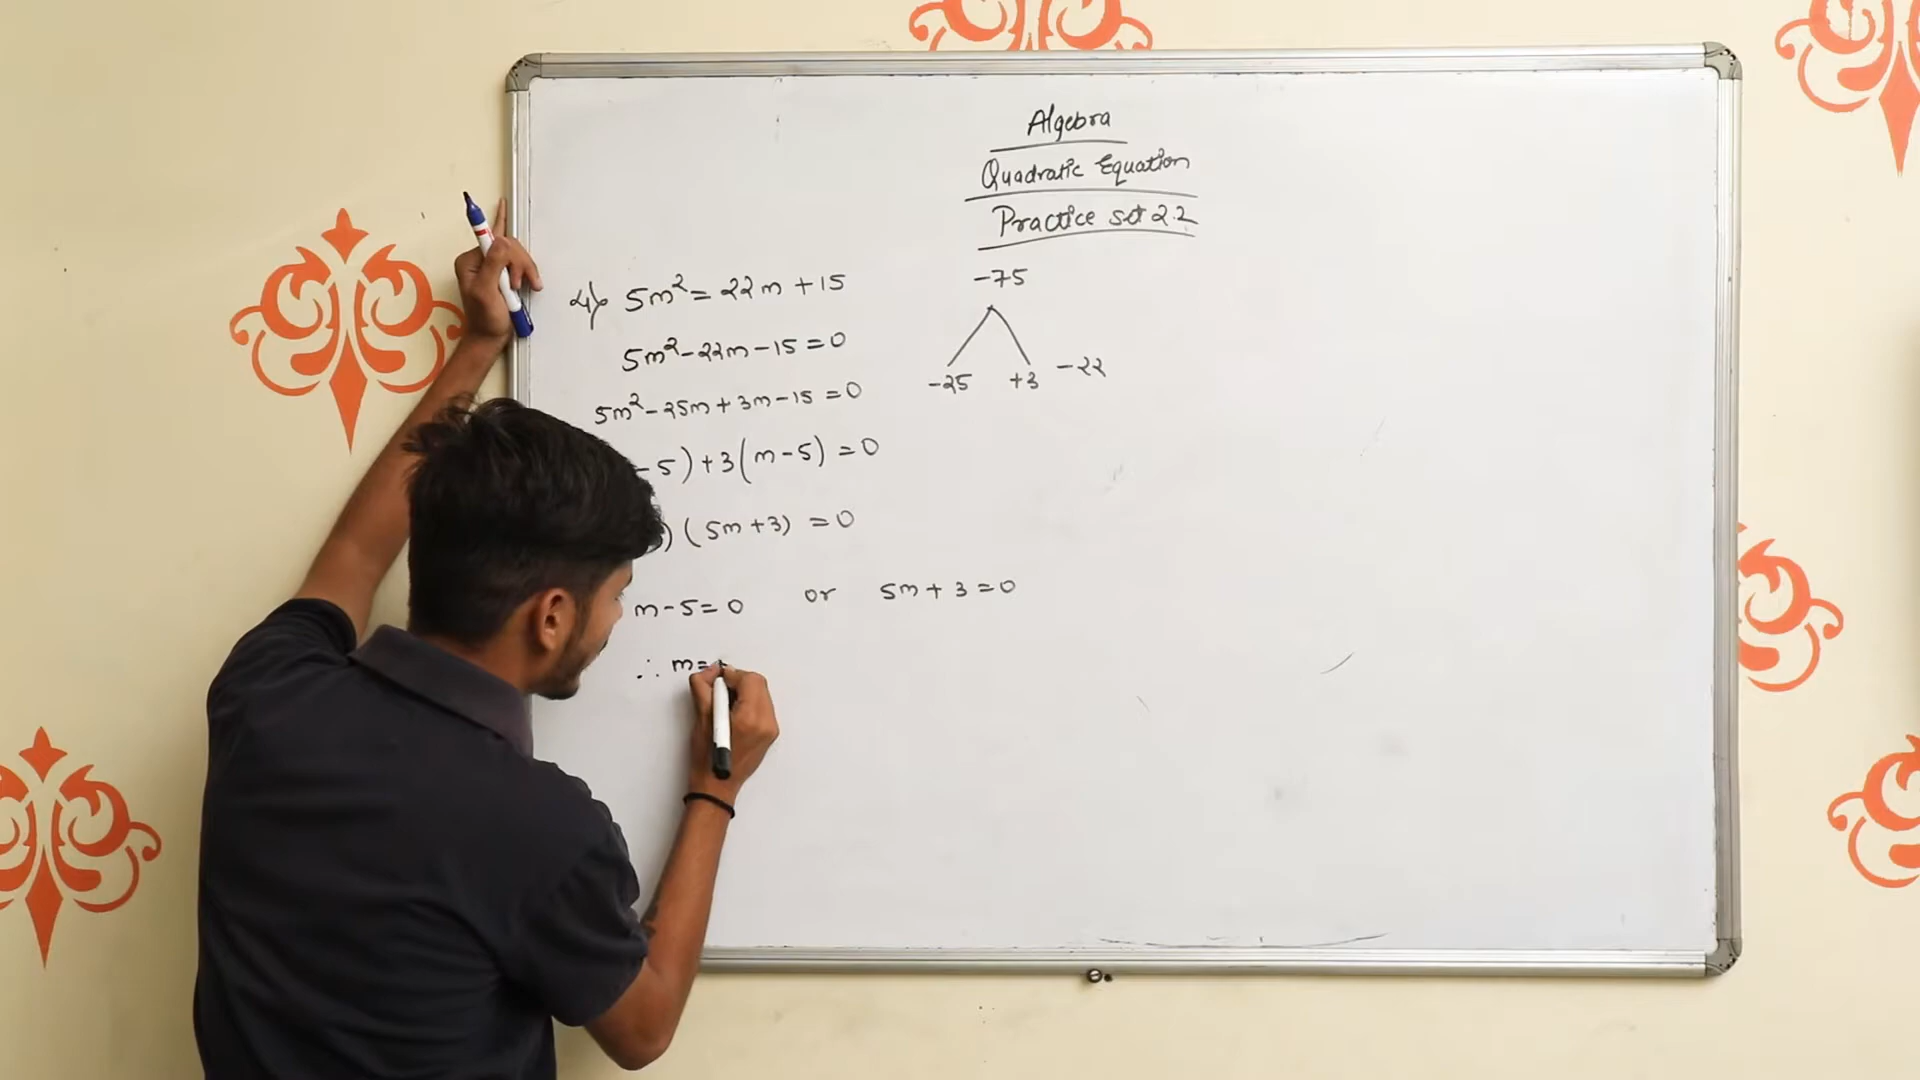 Algebra
Quadratic Equation
Practice set 2.2
4) 5m² = 22m + 15
5m² - 22m - 15 = 0
5m² - 25m + 3m - 15 = 0
- 5) + 3(m - 5) = 0
) (5m + 3) = 0
m - 5 = 0 or 5m + 3 = 0
∴ m =
-75
-25 +3 -22